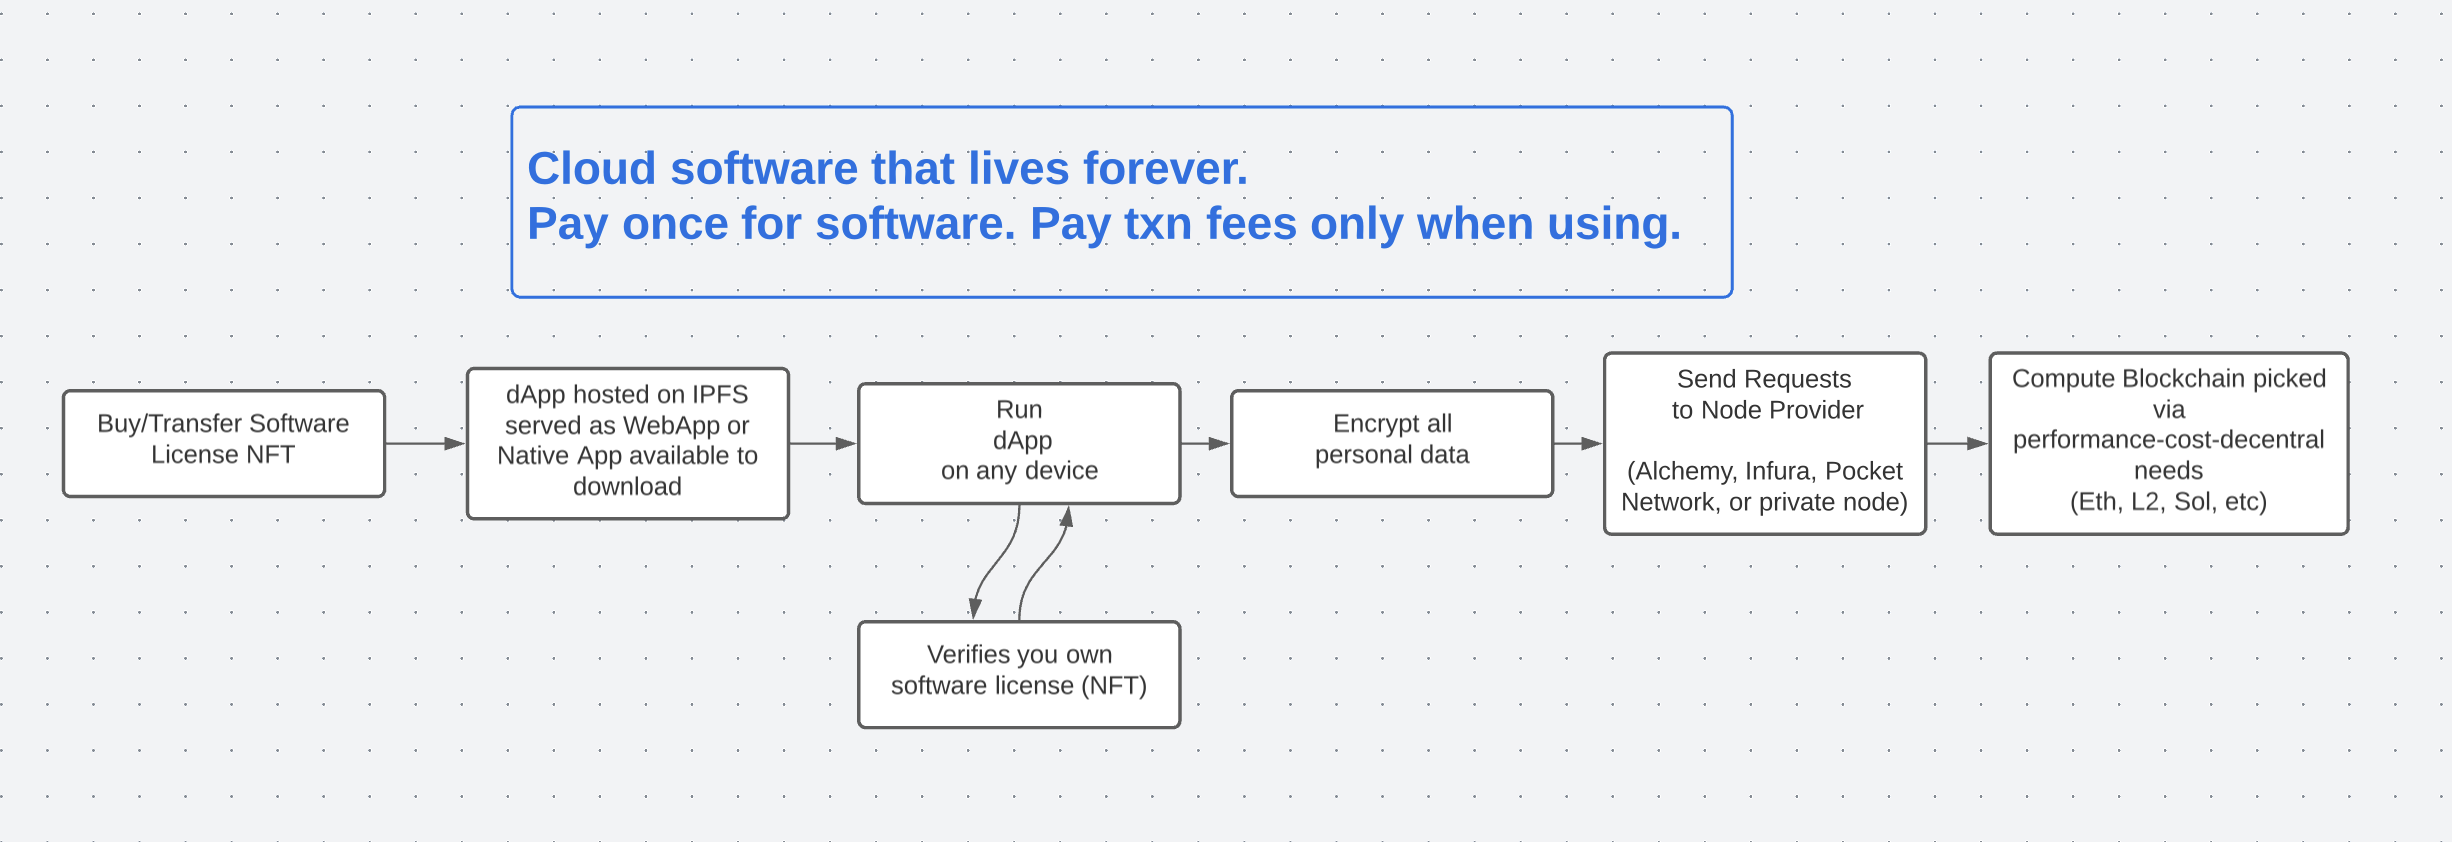 Cloud software that lives forever.
Pay once for software. Pay txn fees only when using.
Buy/Transfer Software
License NFT
dApp hosted on IPFS
served as WebApp or
Native App available to
download
Run
dApp
on any device
Encrypt all
personal data
Send Requests
to Node Provider
(Alchemy, Infura, Pocket
Network, or private node)
Compute Blockchain picked
via
performance-cost-decentral
needs
(Eth, L2, Sol, etc)
Verifies you own
software license (NFT)